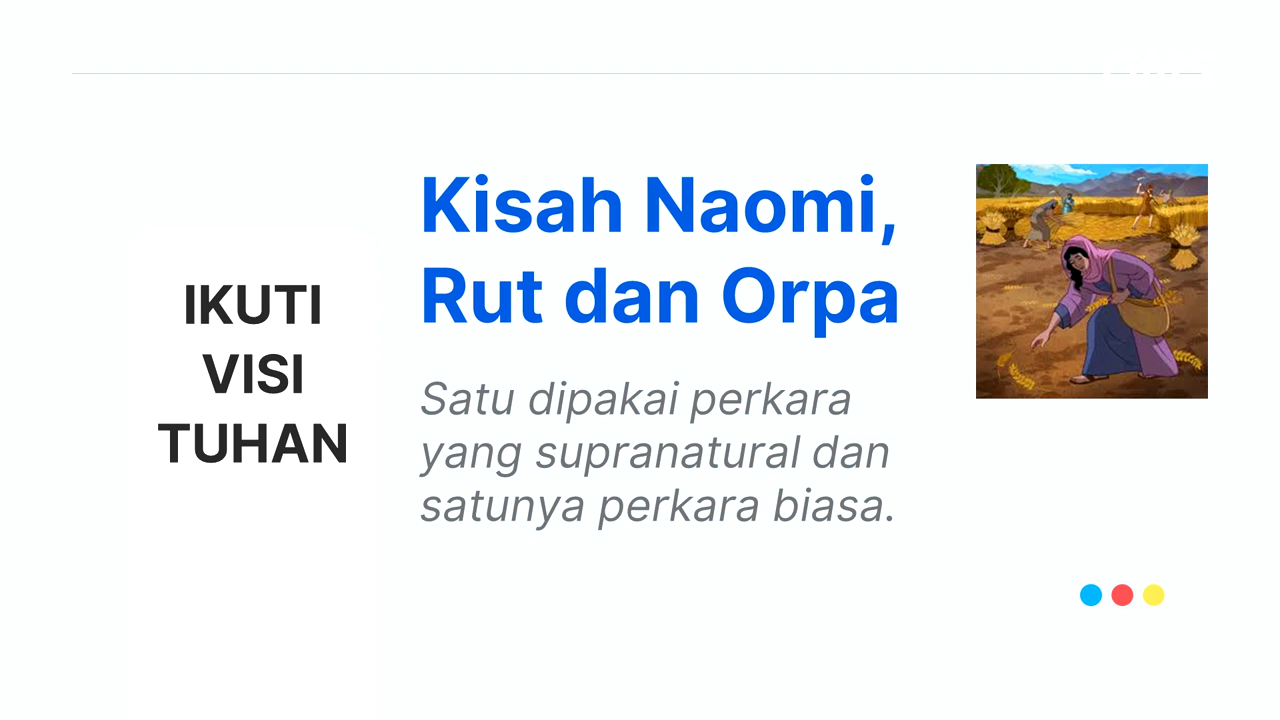 IKUTI
VISI
TUHAN
Kisah Naomi,
Rut dan Orpa
Satu dipakai perkara
yang supranatural dan
satunya perkara biasa.